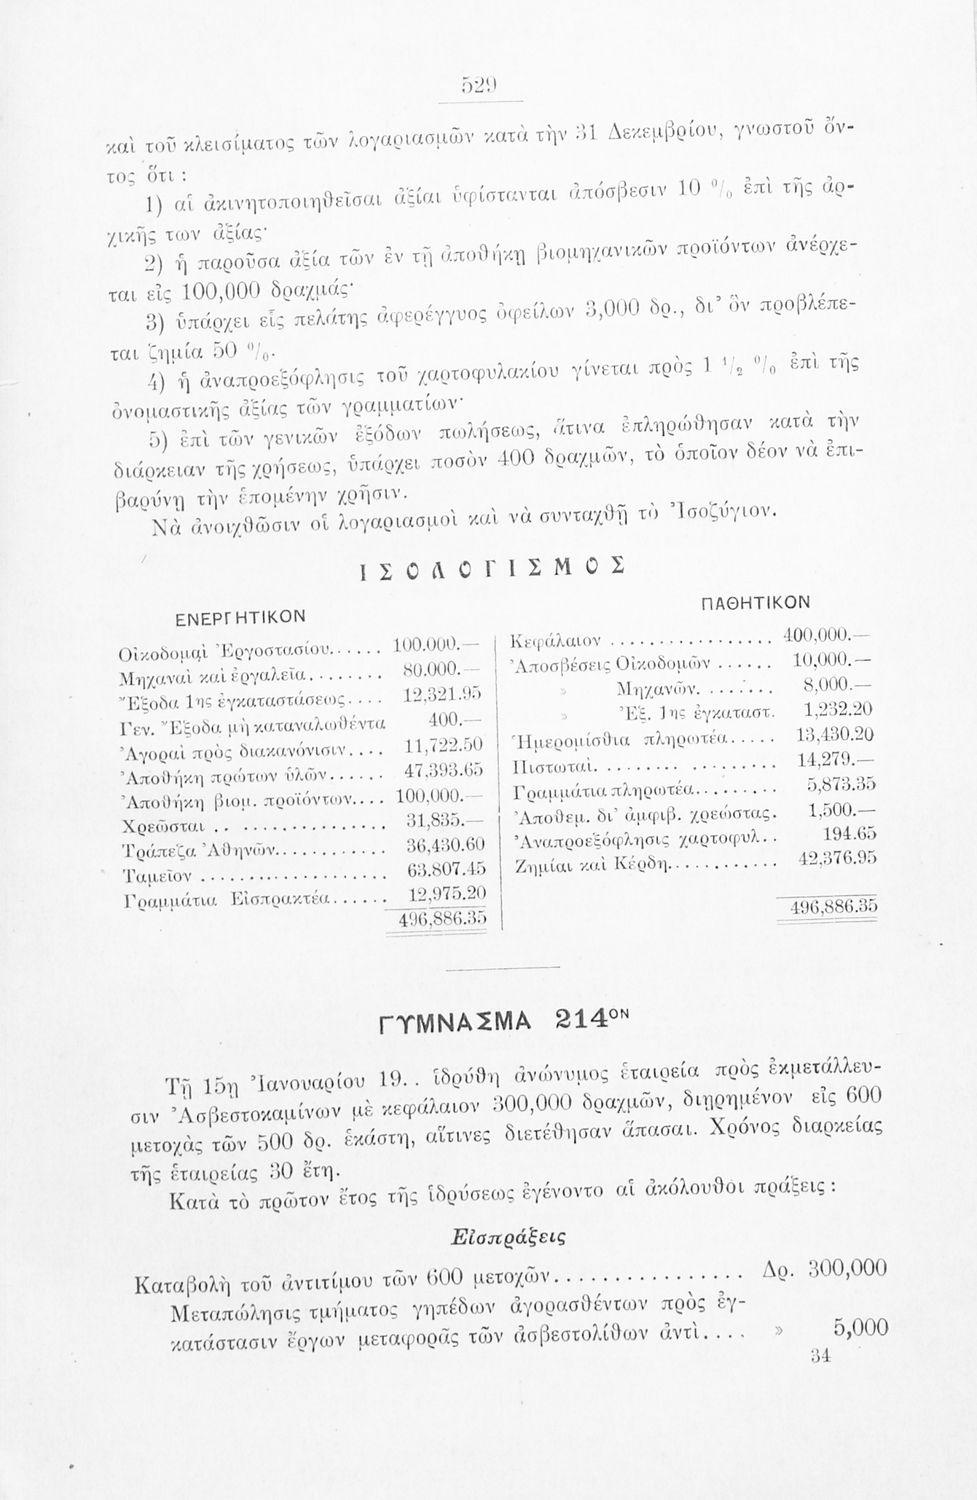 529
καὶ τοῦ κλεισίματος τῶν λογαριασμῶν κατὰ τὴν 31 Δεκεμβρίου, γνωστοῦ ὄν-
τος ὅτι :
1) αἱ ἀκινητοποιηθεῖσαι ἀξίαι ὑφίστανται ἀπόσβεσιν 10 % ἐπὶ τῆς ἀρ-
χικῆς των ἀξίας·
2) ἡ παροῦσα ἀξία τῶν ἐν τῇ ἀποθήκῃ βιομηχανικῶν προϊόντων ἀνέρχε-
ται εἰς 100,000 δραχμάς·
3) ὑπάρχει εἷς πελάτης ἀφερέγγυος ὀφείλων 3,000 δρ., δι' ὃν προβλέπε-
ται ζημία 50 %.
4) ἡ ἀναπροεξόφλησις τοῦ χαρτοφυλακίου γίνεται πρὸς 1 ½ % ἐπὶ τῆς
ὀνομαστικῆς ἀξίας τῶν γραμματίων·
5) ἐπὶ τῶν γενικῶν ἐξόδων πωλήσεως, ἅτινα ἐπληρώθησαν κατὰ τὴν
διάρκειαν τῆς χρήσεως, ὑπάρχει ποσὸν 400 δραχμῶν, τὸ ὁποῖον δέον νὰ ἐπι-
βαρύνῃ τὴν ἑπομένην χρῆσιν.
Νὰ ἀνοιχθῶσιν οἱ λογαριασμοὶ καὶ νὰ συνταχθῇ τὸ Ἰσοζύγιον.
ΙΣΟΛΟΓΙΣΜΟΣ
ΕΝΕΡΓΗΤΙΚΟΝ
Οἰκοδομαὶ Ἐργοστασίου...... 100.000.—
Μηχαναὶ καὶ ἐργαλεῖα........ 80.000.—
Ἔξοδα 1ης ἐγκαταστάσεως.... 12,321.95
Γεν. Ἔξοδα μὴ καταναλωθέντα 400.—
Ἀγοραὶ πρὸς διακανόνισιν.... 11,722.50
Ἀποθήκη πρώτων ὑλῶν...... 47.393.65
Ἀποθήκη βιομ. προϊόντων.... 100,000.—
Χρεῶσται .................. 31,835.—
Τράπεζα Ἀθηνῶν............ 36,430.60
Ταμεῖον .................... 63.807.45
Γραμμάτια Εἰσπρακτέα...... 12,975.20
496,886.35
ΠΑΘΗΤΙΚΟΝ
Κεφάλαιον .................. 400,000.—
Ἀποσβέσεις Οἰκοδομῶν ...... 10,000.—
» Μηχανῶν......... 8,000.—
» Ἐξ. 1ης ἐγκαταστ. 1,232.20
Ἡμερομίσθια πληρωτέα..... 13,430.20
Πιστωταὶ.................. 14,279.—
Γραμμάτια πληρωτέα......... 5,873.35
Ἀποθεμ. δι' ἀμφιβ. χρεώστας. 1,500.—
Ἀναπροεξόφλησις χαρτοφυλ.. 194.65
Ζημίαι καὶ Κέρδη............ 42,376.95
496,886.35
ΓΥΜΝΑΣΜΑ 214ΟΝ
Τῇ 15ῃ Ἰανουαρίου 19.. ἱδρύθη ἀνώνυμος ἑταιρεία πρὸς ἐκμετάλλευ-
σιν Ἀσβεστοκαμίνων μὲ κεφάλαιον 300,000 δραχμῶν, διῃρημένον εἰς 600
μετοχὰς τῶν 500 δρ. ἑκάστη, αἵτινες διετέθησαν ἅπασαι. Χρόνος διαρκείας
τῆς ἑταιρείας 30 ἔτη.
Κατὰ τὸ πρῶτον ἔτος τῆς ἱδρύσεως ἐγένοντο αἱ ἀκόλουθοι πράξεις :
Εἰσπράξεις
Καταβολὴ τοῦ ἀντιτίμου τῶν 600 μετοχῶν................ Δρ. 300,000
Μεταπώλησις τμήματος γηπέδων ἀγορασθέντων πρὸς ἐγ-
κατάστασιν ἔργων μεταφορᾶς τῶν ἀσβεστολίθων ἀντὶ.... » 5,000
34